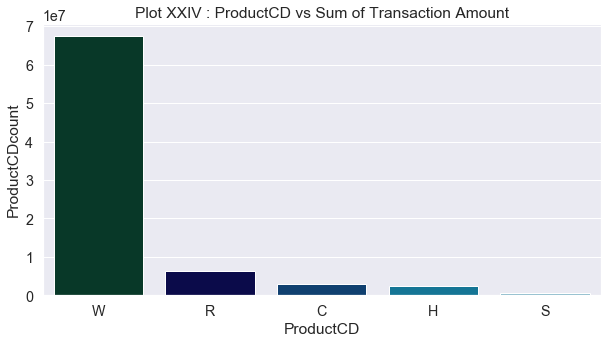 Plot XXIV : ProductCD vs Sum of Transaction Amount
1e7
7
6
5
4
3
2
1
0
ProductCDcount
W R C H S
ProductCD